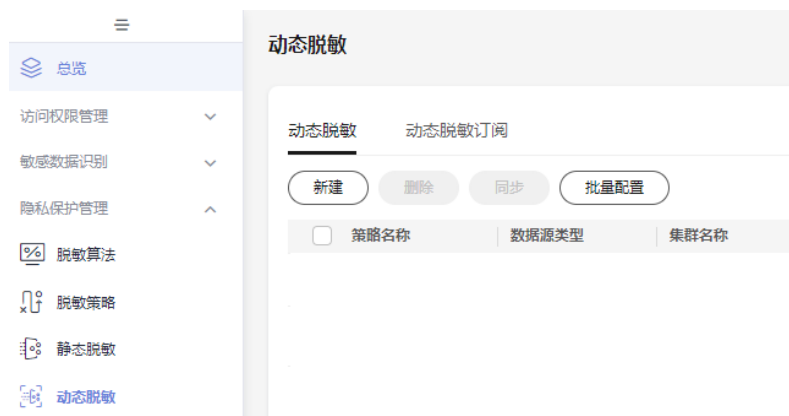 总览
访问权限管理
敏感数据识别
隐私保护管理
脱敏算法
脱敏策略
静态脱敏
动态脱敏
动态脱敏
动态脱敏 动态脱敏订阅
新建 删除 同步 批量配置
策略名称 数据源类型 集群名称